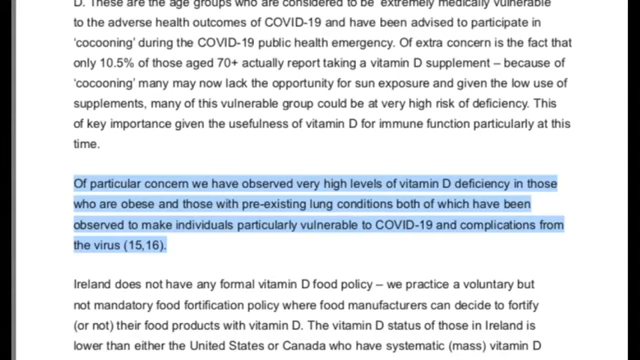 D. These are the age groups who are considered to be 'extremely medically vulnerable'
to the adverse health outcomes of COVID-19 and have been advised to participate in
'cocooning' during the COVID-19 public health emergency. Of extra concern is the fact that
only 10.5% of those aged 70+ actually report taking a vitamin D supplement – because of
'cocooning' many may now lack the opportunity for sun exposure and given the low use of
supplements, many of this vulnerable group could be at very high risk of deficiency. This
of key importance given the usefulness of vitamin D for immune function particularly at this
time.
Of particular concern we have observed very high levels of vitamin D deficiency in those
who are obese and those with pre-existing lung conditions both of which have been
observed to make individuals particularly vulnerable to COVID-19 and complications from
the virus (15,16).
Ireland does not have any formal vitamin D food policy – we practice a voluntary but
not mandatory food fortification policy where food manufacturers can decide to fortify
(or not) their food products with vitamin D. The vitamin D status of those in Ireland is
lower than either the United States or Canada who have systematic (mass) vitamin D